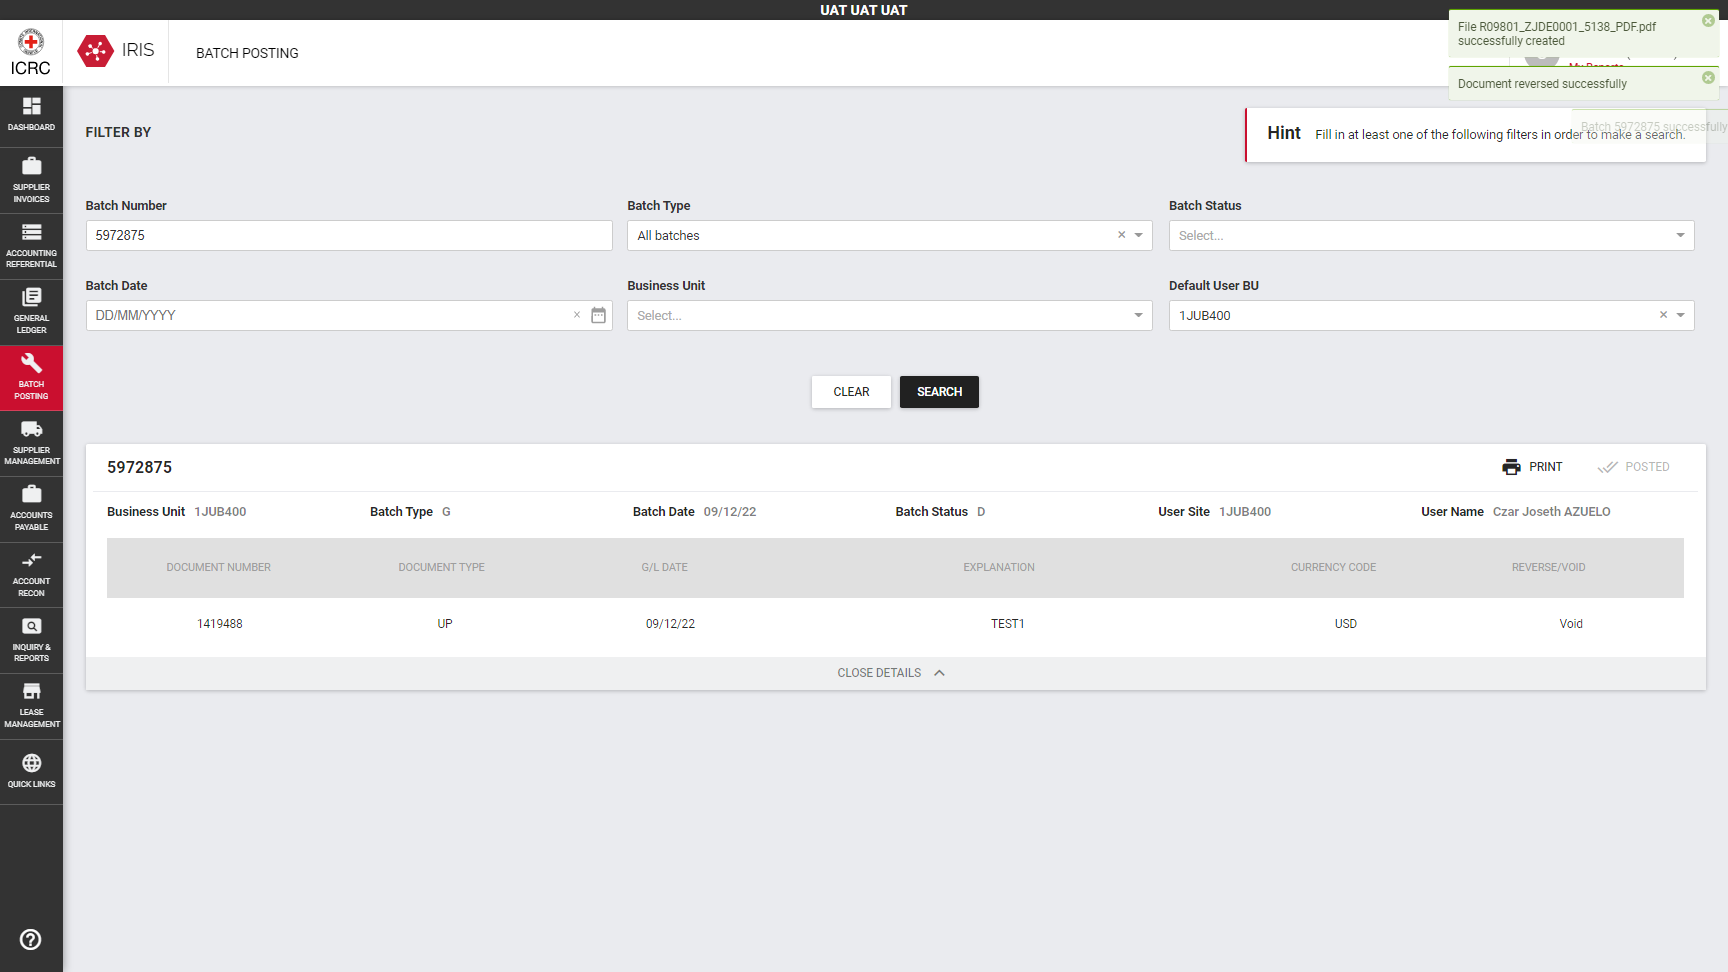 UAT UAT UAT
ICRC
IRIS
BATCH POSTING
File R09801_ZJDE0001_5138_PDF.pdf
successfully created
My Reports
Document reversed successfully
Batch 5972875 successfully
DASHBOARD
SUPPLIER
INVOICES
ACCOUNTING
REFERENTIAL
GENERAL
LEDGER
BATCH
POSTING
SUPPLIER
MANAGEMENT
ACCOUNTS
PAYABLE
ACCOUNT
RECON
INQUIRY &
REPORTS
LEASE
MANAGEMENT
QUICK LINKS
FILTER BY
Hint Fill in at least one of the following filters in order to make a search.
Batch Number Batch Type Batch Status
5972875 All batches × Select...
Batch Date Business Unit Default User BU
DD/MM/YYYY × Select... 1JUB400 ×
CLEAR SEARCH
5972875 PRINT POSTED
Business Unit 1JUB400 Batch Type G Batch Date 09/12/22 Batch Status D User Site 1JUB400 User Name Czar Joseth AZUELO
DOCUMENT NUMBER DOCUMENT TYPE G/L DATE EXPLANATION CURRENCY CODE REVERSE/VOID
1419488 UP 09/12/22 TEST1 USD Void
CLOSE DETAILS